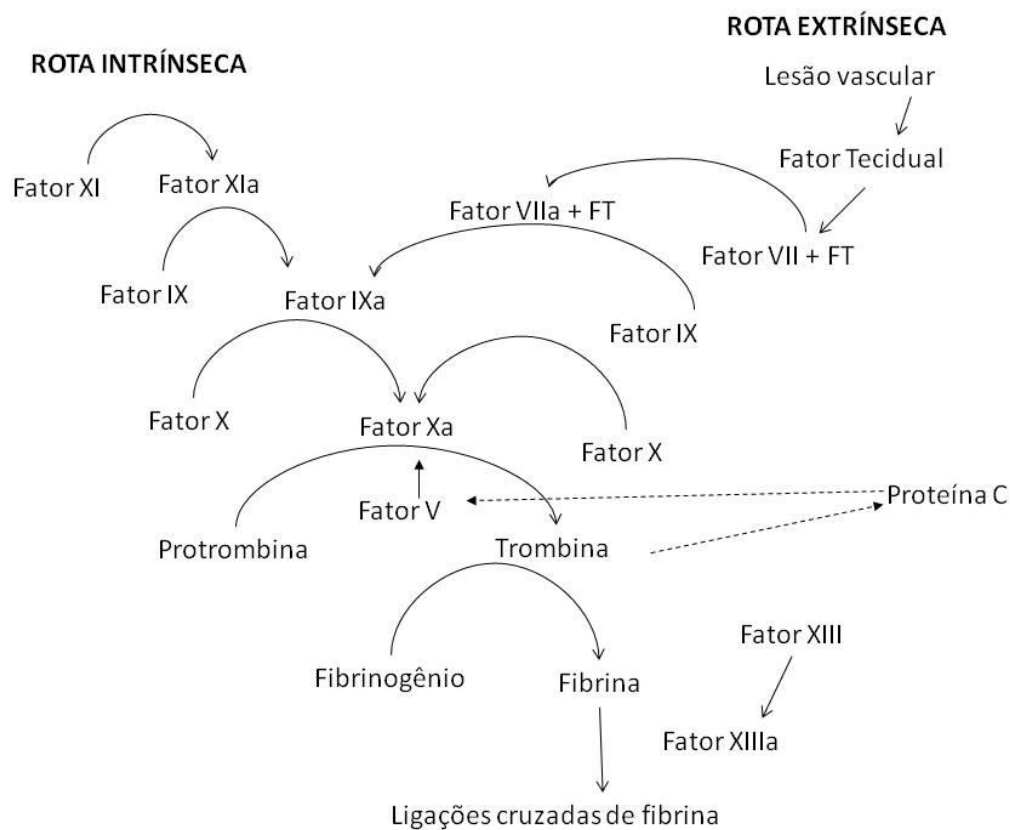 ROTA EXTRÍNSECA
ROTA INTRÍNSECA
Lesão vascular
Fator Tecidual
Fator XI
Fator XIa
Fator VIIa + FT
Fator VII + FT
Fator IX
Fator IXa
Fator IX
Fator X
Fator Xa
Fator X
Proteína C
Fator V
Protrombina
Trombina
Fator XIII
Fibrinogênio
Fibrina
Fator XIIIa
Ligações cruzadas de fibrina